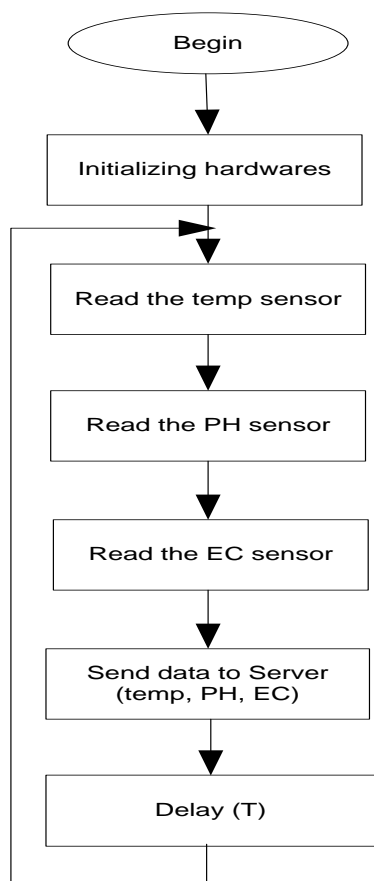 Begin
Initializing hardwares
Read the temp sensor
Read the PH sensor
Read the EC sensor
Send data to Server
(temp, PH, EC)
Delay (T)